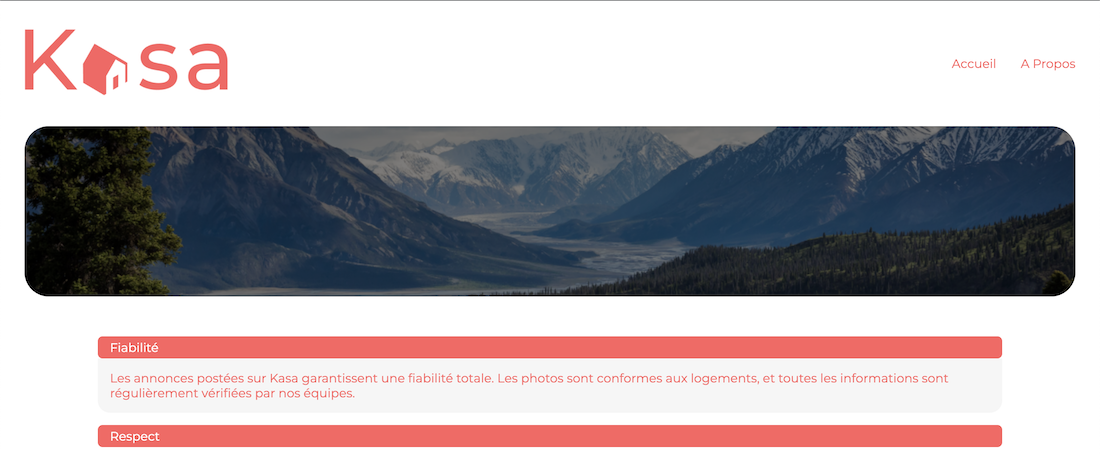 Kasa
Accueil
A Propos
Fiabilité
Les annonces postées sur Kasa garantissent une fiabilité totale. Les photos sont conformes aux logements, et toutes les informations sont
régulièrement vérifiées par nos équipes.
Respect